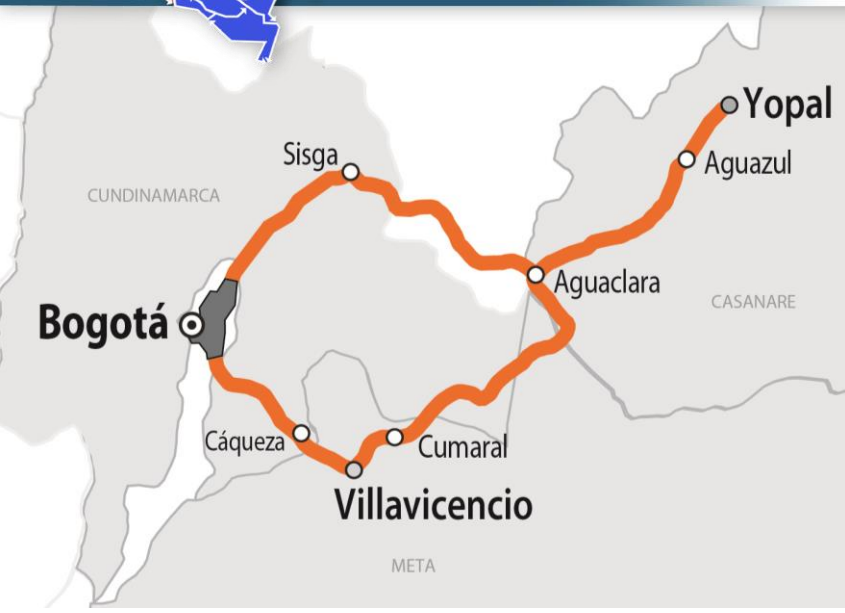 Yopal
Sisga
Aguazul
CUNDINAMARCA
Aguaclara
CASANARE
Bogotá
Cáqueza
Cumaral
Villavicencio
META